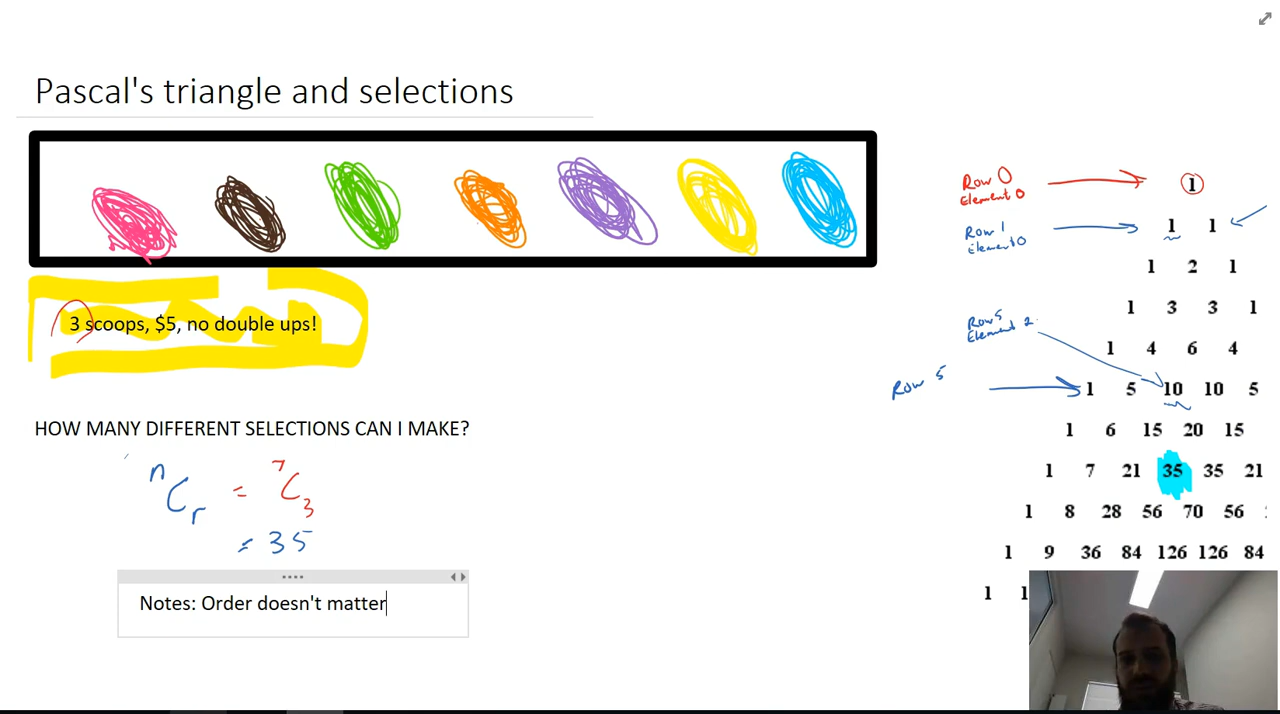 Pascal's triangle and selections
3 scoops, $5, no double ups!
HOW MANY DIFFERENT SELECTIONS CAN I MAKE?
nCr = 7C3
= 35
Notes: Order doesn't matter
Row 0
Element 0
1
Row 1
Element 0
1 1
1 2 1
1 3 3 1
Row 5
Element 2
1 4 6 4
Row 5
1 5 10 10 5
1 6 15 20 15
1 7 21 35 35 21
1 8 28 56 70 56
1 9 36 84 126 126 84
1 1